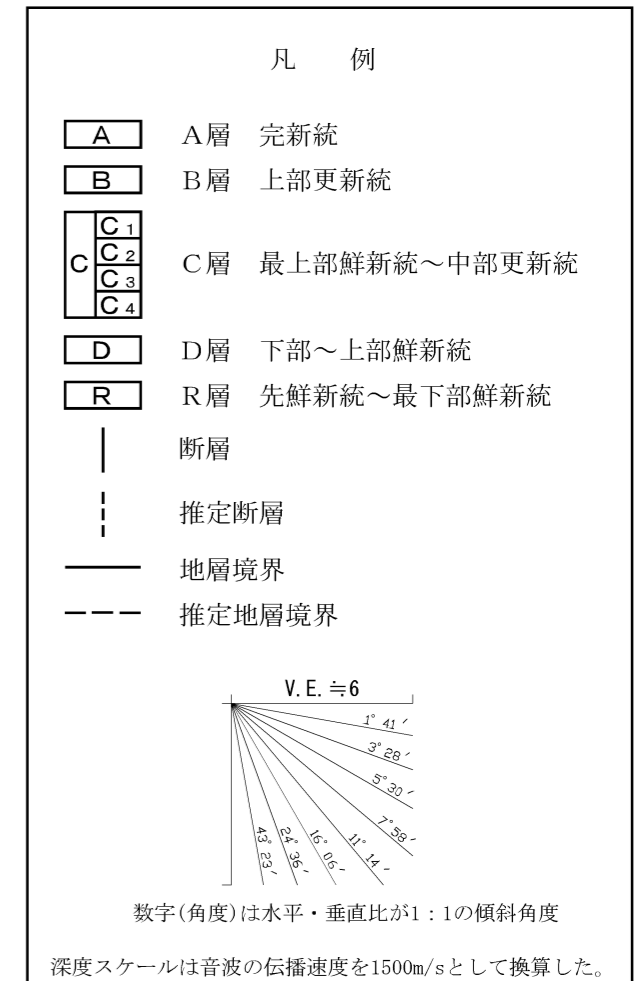 凡 例
A A層 完新統
B B層 上部更新統
C C1 C2 C3 C4 C層 最上部鮮新統～中部更新統
D D層 下部～上部鮮新統
R R層 先鮮新統～最下部鮮新統
断層
推定断層
地層境界
推定地層境界
V.E.≒6
1° 41′
3° 28′
5° 30′
7° 58′
11° 14′
16° 06′
24° 36′
43° 23′
数字(角度)は水平・垂直比が1：1の傾斜角度
深度スケールは音波の伝播速度を1500m/sとして換算した。